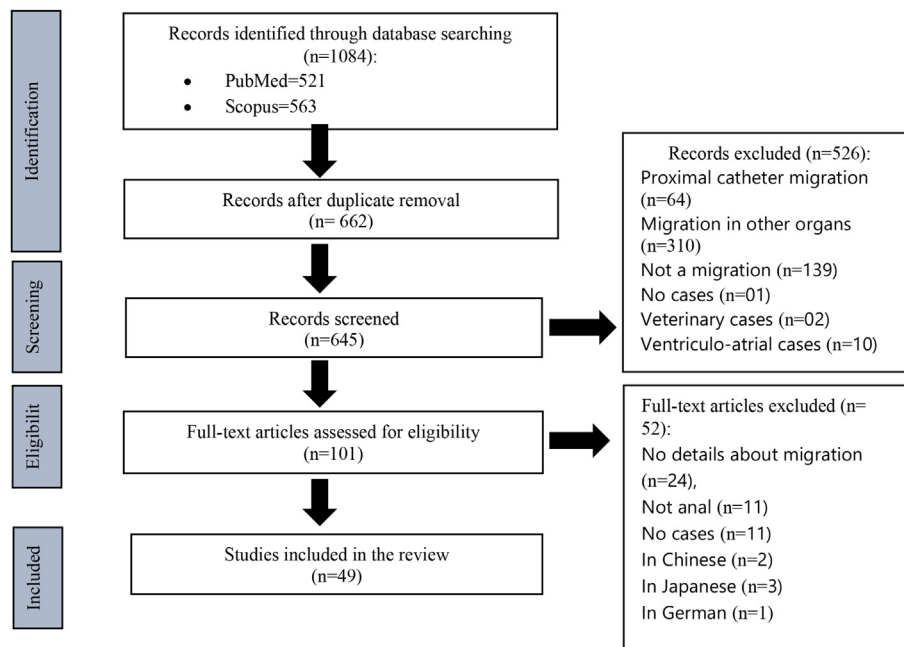 Identification
Records identified through database searching
(n=1084):
• PubMed=521
• Scopus=563
Records after duplicate removal
(n= 662)
Screening
Records screened
(n=645)
Records excluded (n=526):
Proximal catheter migration
(n=64)
Migration in other organs
(n=310)
Not a migration (n=139)
No cases (n=01)
Veterinary cases (n=02)
Ventriculo-atrial cases (n=10)
Eligibilit
Full-text articles assessed for eligibility
(n=101)
Full-text articles excluded (n=
52):
No details about migration
(n=24),
Not anal (n=11)
No cases (n=11)
In Chinese (n=2)
In Japanese (n=3)
In German (n=1)
Included
Studies included in the review
(n=49)